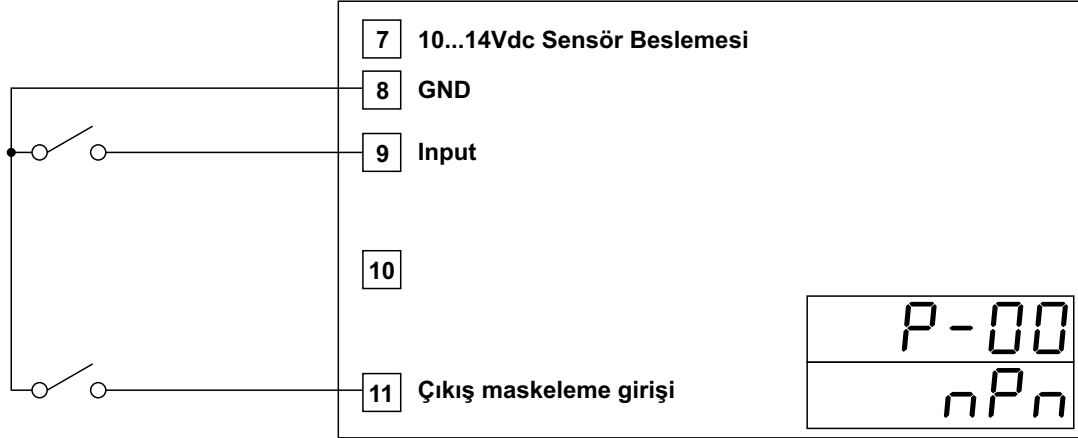 7 10...14Vdc Sensör Beslemesi
8 GND
9 Input
10
11 Çıkış maskeleme girişi
P-00
nPn